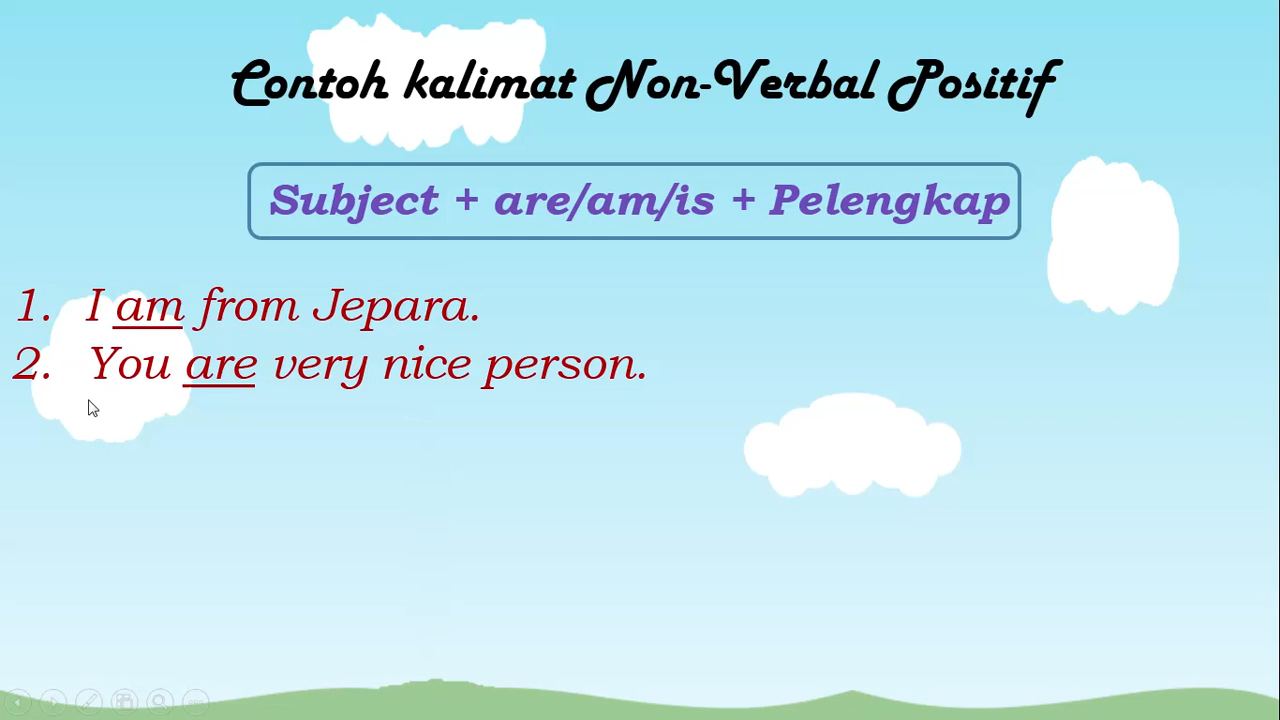 Contoh kalimat Non-Verbal Positif
Subject + are/am/is + Pelengkap
1. I am from Jepara.
2. You are very nice person.